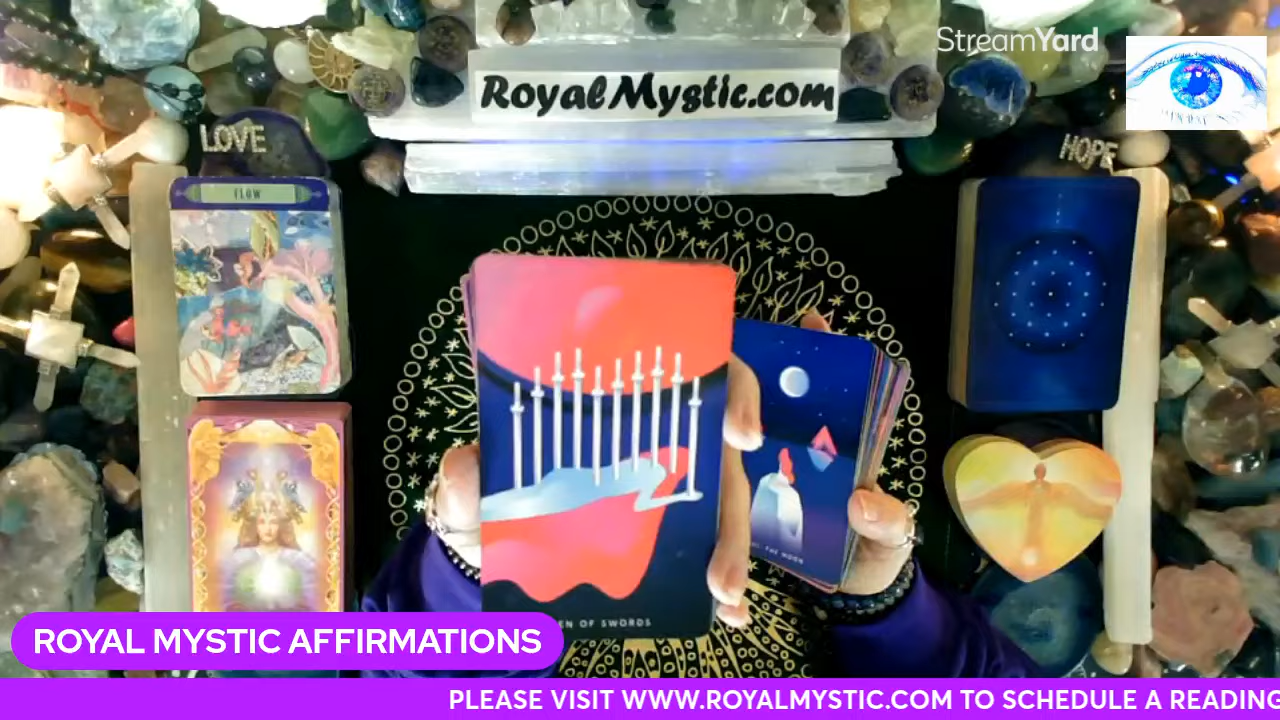 StreamYard
RoyalMystic.com
LOVE
HOPE
FLOW
THE MOON
EN OF SWORDS
ROYAL MYSTIC AFFIRMATIONS
PLEASE VISIT WWW.ROYALMYSTIC.COM TO SCHEDULE A READING